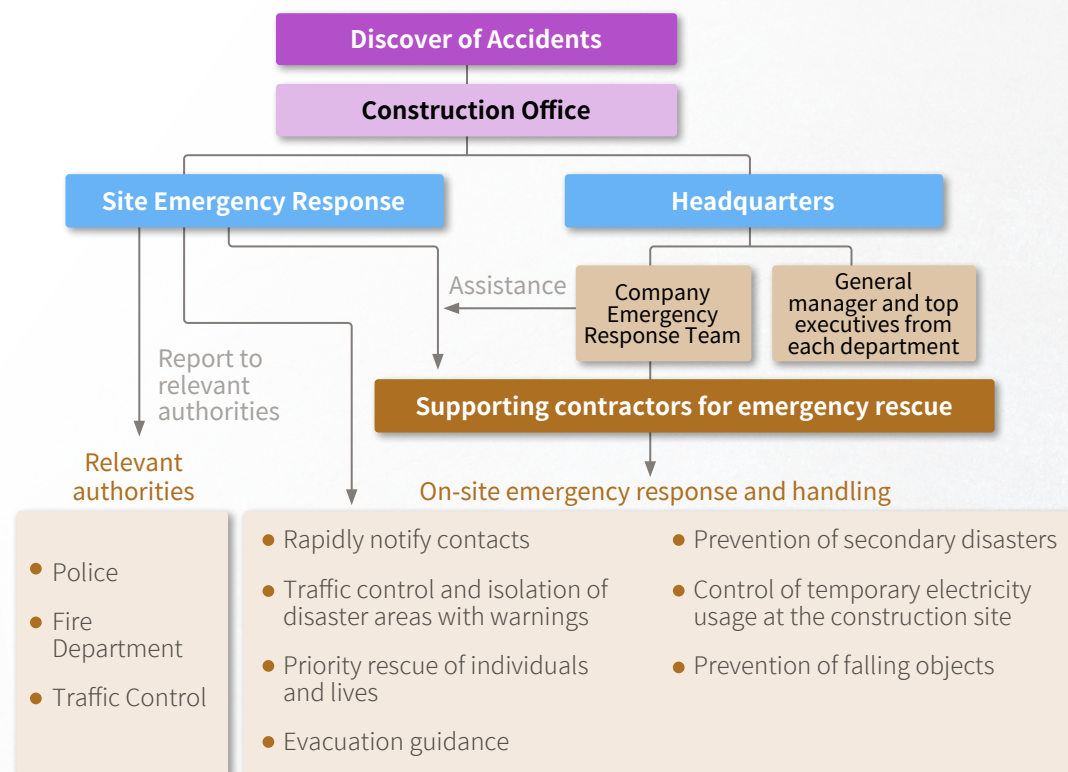 Discover of Accidents
Construction Office
Site Emergency Response
Headquarters
Assistance
Company
Emergency
Response Team
General
manager and top
executives from
each department
Report to
relevant
authorities
Supporting contractors for emergency rescue
Relevant
authorities
On-site emergency response and handling
Police
Fire
Department
Traffic Control
Rapidly notify contacts
Traffic control and isolation of
disaster areas with warnings
Priority rescue of individuals
and lives
Evacuation guidance
Prevention of secondary disasters
Control of temporary electricity
usage at the construction site
Prevention of falling objects